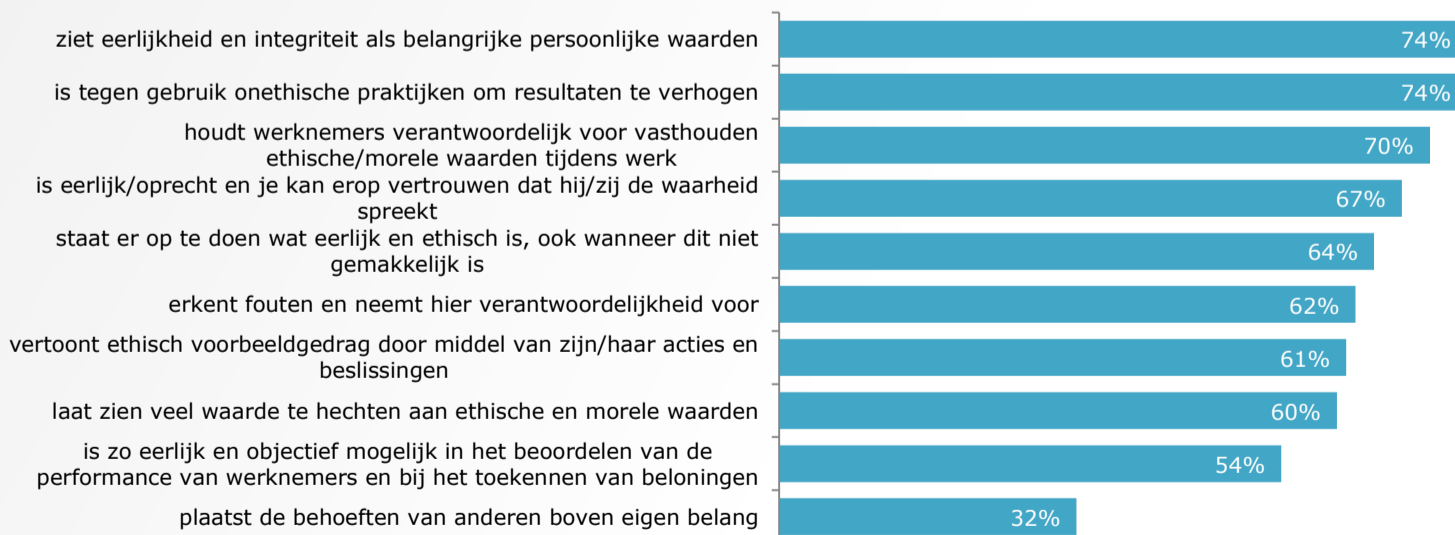 ziet eerlijkheid en integriteit als belangrijke persoonlijke waarden
74%
is tegen gebruik onethische praktijken om resultaten te verhogen
74%
houdt werknemers verantwoordelijk voor vasthouden
ethische/morele waarden tijdens werk
70%
is eerlijk/oprecht en je kan erop vertrouwen dat hij/zij de waarheid
spreekt
67%
staat er op te doen wat eerlijk en ethisch is, ook wanneer dit niet
gemakkelijk is
64%
erkent fouten en neemt hier verantwoordelijkheid voor
62%
vertoont ethisch voorbeeldgedrag door middel van zijn/haar acties en
beslissingen
61%
laat zien veel waarde te hechten aan ethische en morele waarden
60%
is zo eerlijk en objectief mogelijk in het beoordelen van de
performance van werknemers en bij het toekennen van beloningen
54%
plaatst de behoeften van anderen boven eigen belang
32%